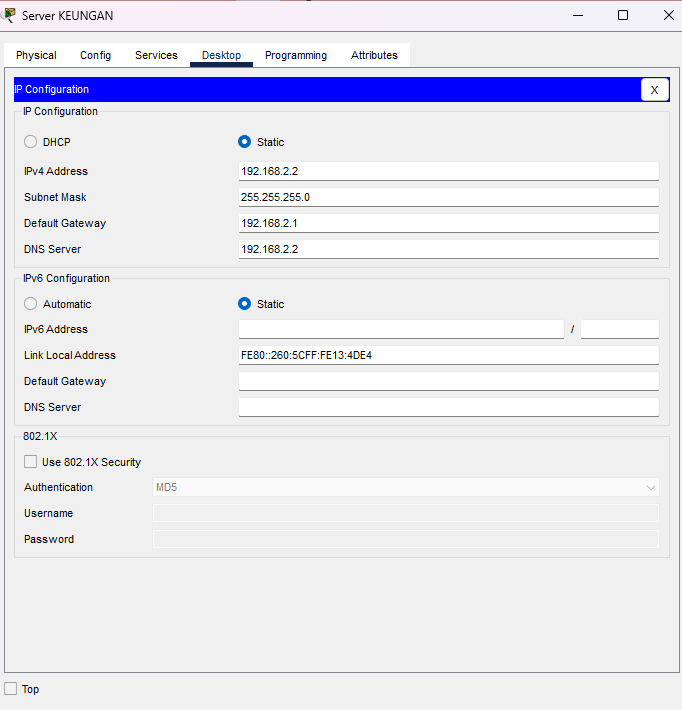 Server KEUNGAN
Physical Config Services Desktop Programming Attributes
IP Configuration X
IP Configuration
DHCP Static
IPv4 Address 192.168.2.2
Subnet Mask 255.255.255.0
Default Gateway 192.168.2.1
DNS Server 192.168.2.2
IPv6 Configuration
Automatic Static
IPv6 Address /
Link Local Address FE80::260:5CFF:FE13:4DE4
Default Gateway
DNS Server
802.1X
Use 802.1X Security
Authentication MD5
Username
Password
Top